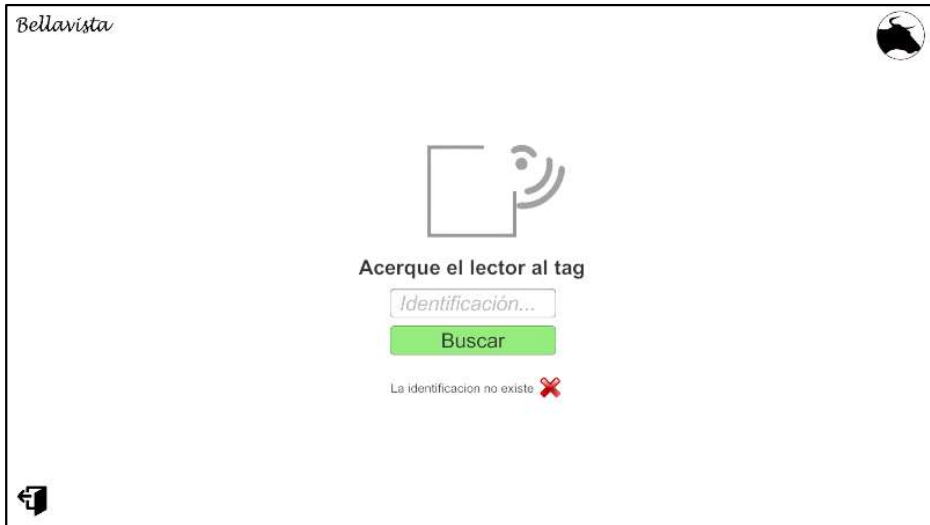 Bellavista
Acerque el lector al tag
Identificación...
Buscar
La identificacion no existe